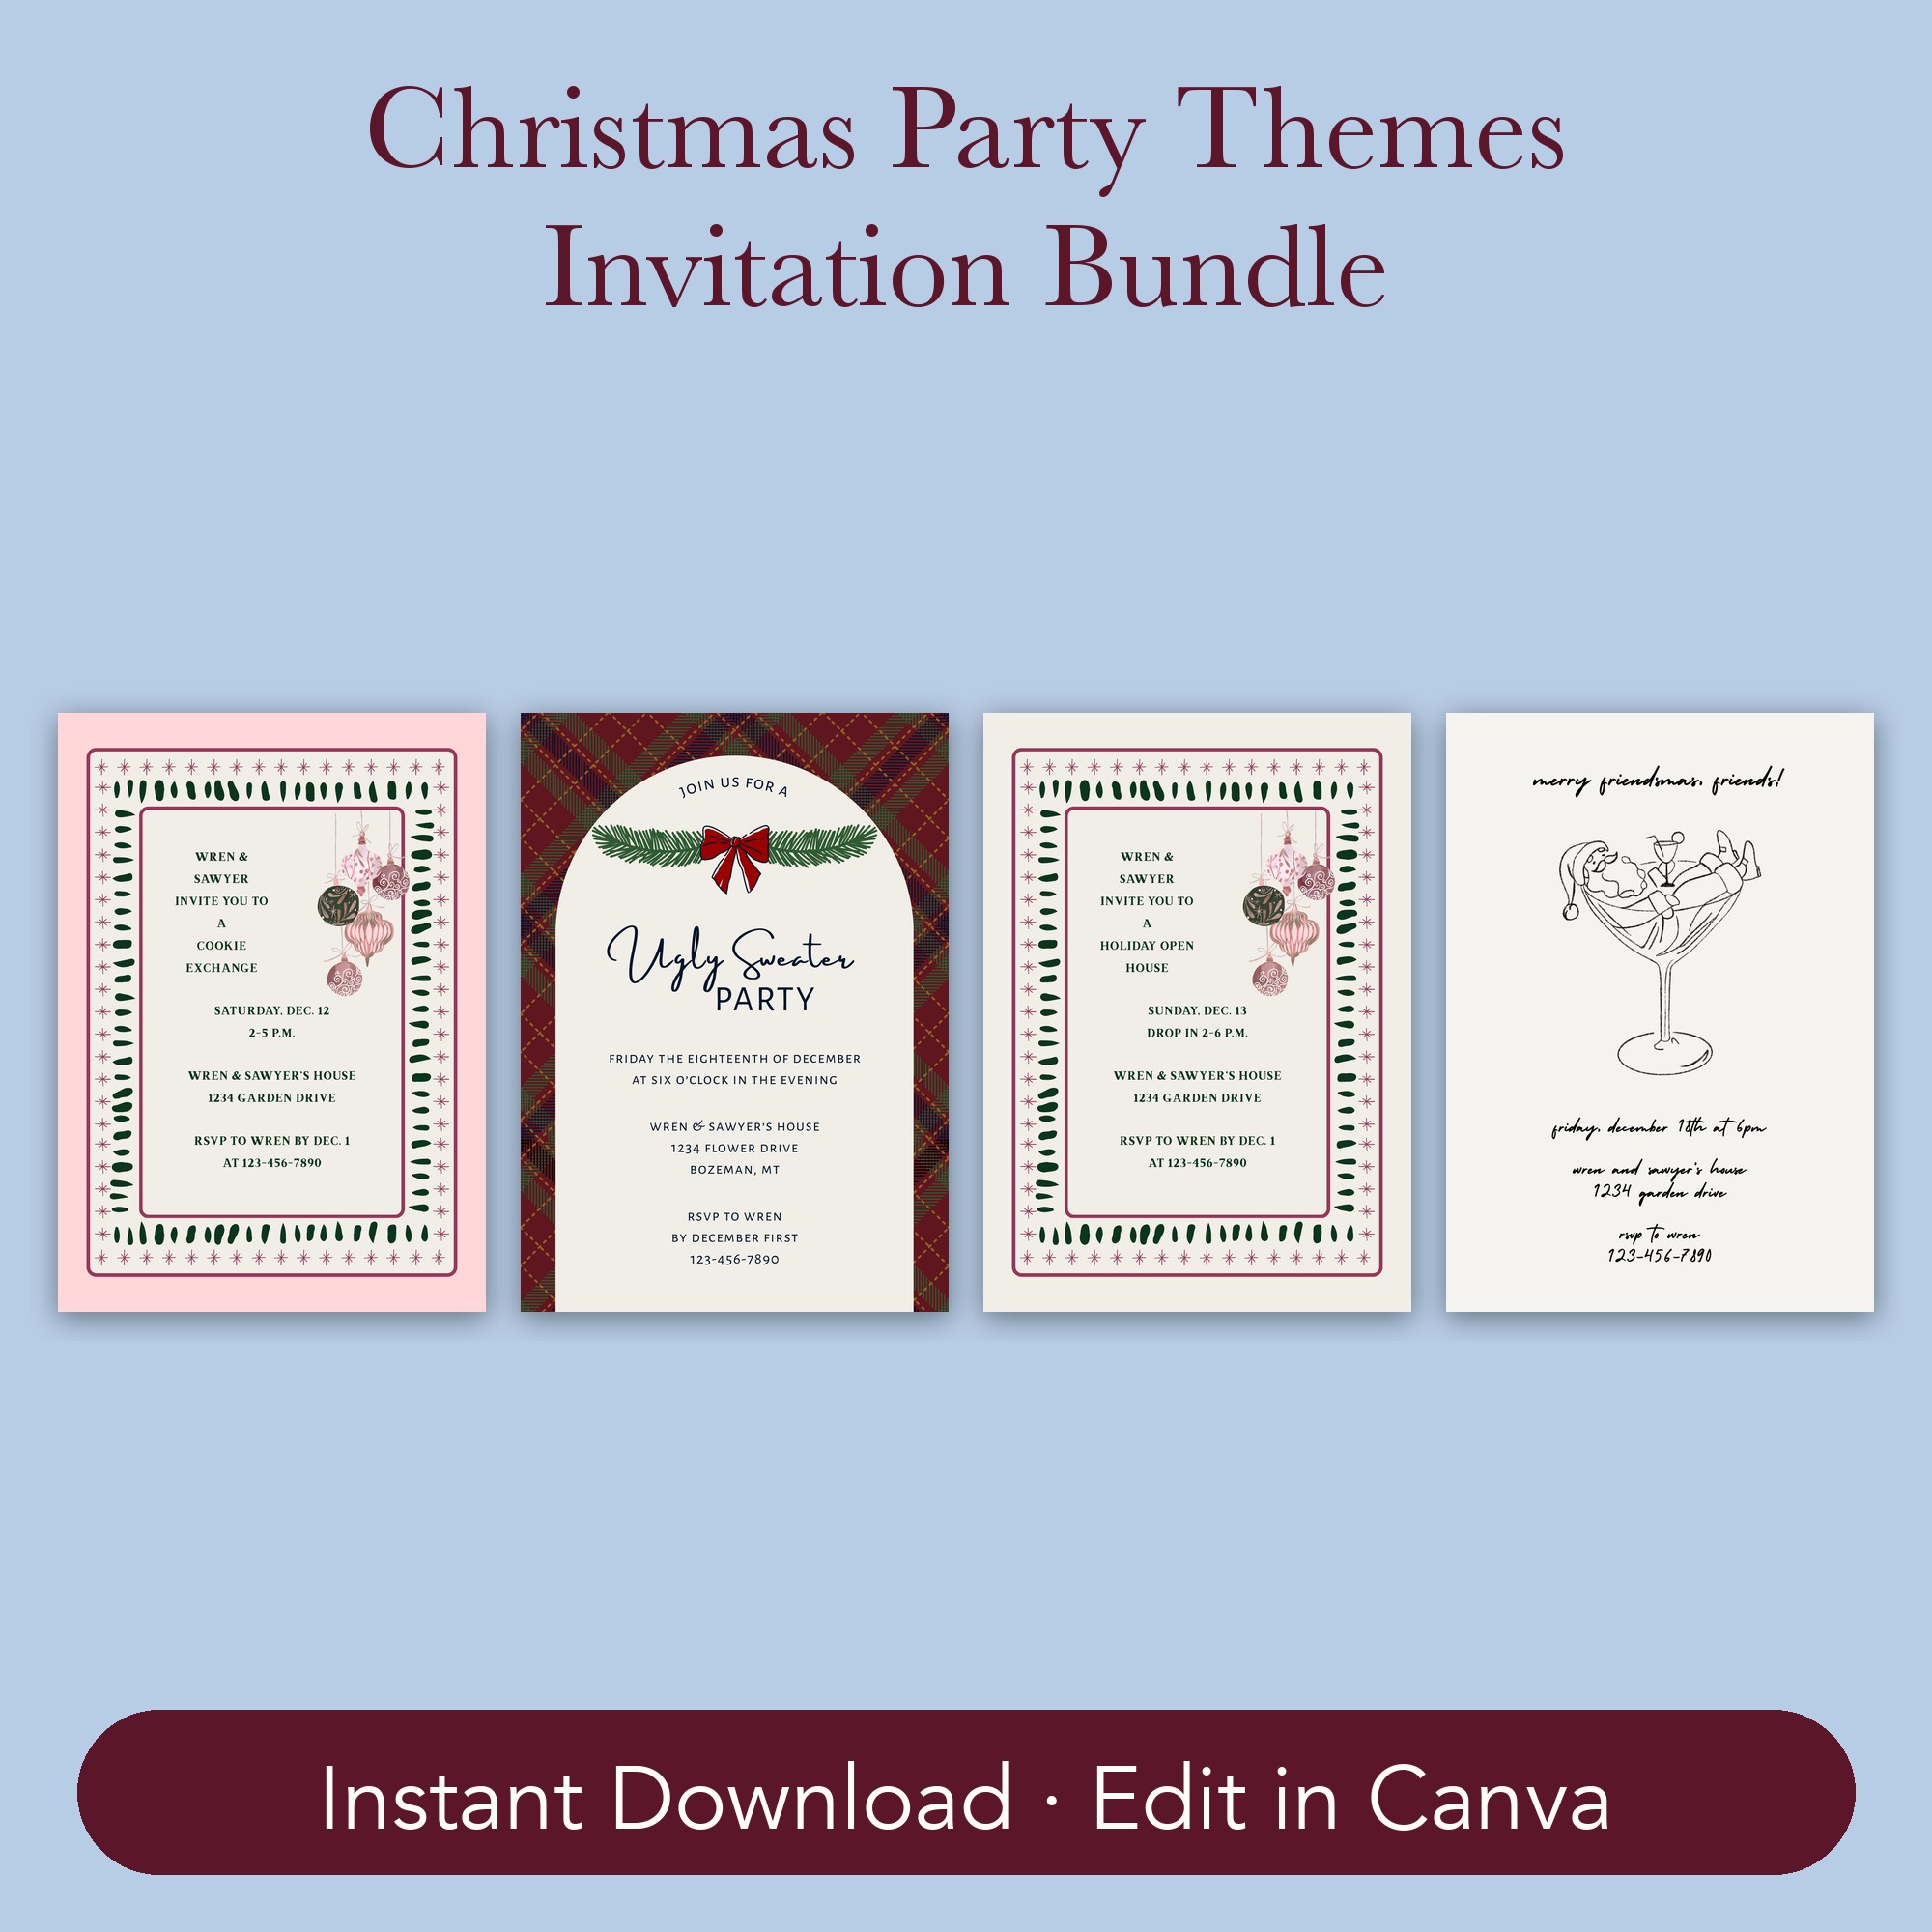 Christmas Party Themes
Invitation Bundle
WREN &
SAWYER
INVITE YOU TO
A
COOKIE
EXCHANGE
SATURDAY, DEC. 12
2-5 P.M.
WREN & SAWYER'S HOUSE
1234 GARDEN DRIVE
RSVP TO WREN BY DEC. 1
AT 123-456-7890
JOIN US FOR A
Ugly Sweater
PARTY
FRIDAY THE EIGHTEENTH OF DECEMBER
AT SIX O'CLOCK IN THE EVENING
WREN & SAWYER'S HOUSE
1234 FLOWER DRIVE
BOZEMAN, MT
RSVP TO WREN
BY DECEMBER FIRST
123-456-7890
WREN &
SAWYER
INVITE YOU TO
A
HOLIDAY OPEN
HOUSE
SUNDAY, DEC. 13
DROP IN 2-6 P.M.
WREN & SAWYER'S HOUSE
1234 GARDEN DRIVE
RSVP TO WREN BY DEC. 1
AT 123-456-7890
merry friendsmas, friends!
friday, december 18th at 6pm
wren and sawyer's house
1234 garden drive
rsvp to wren
123-456-7890
Instant Download · Edit in Canva